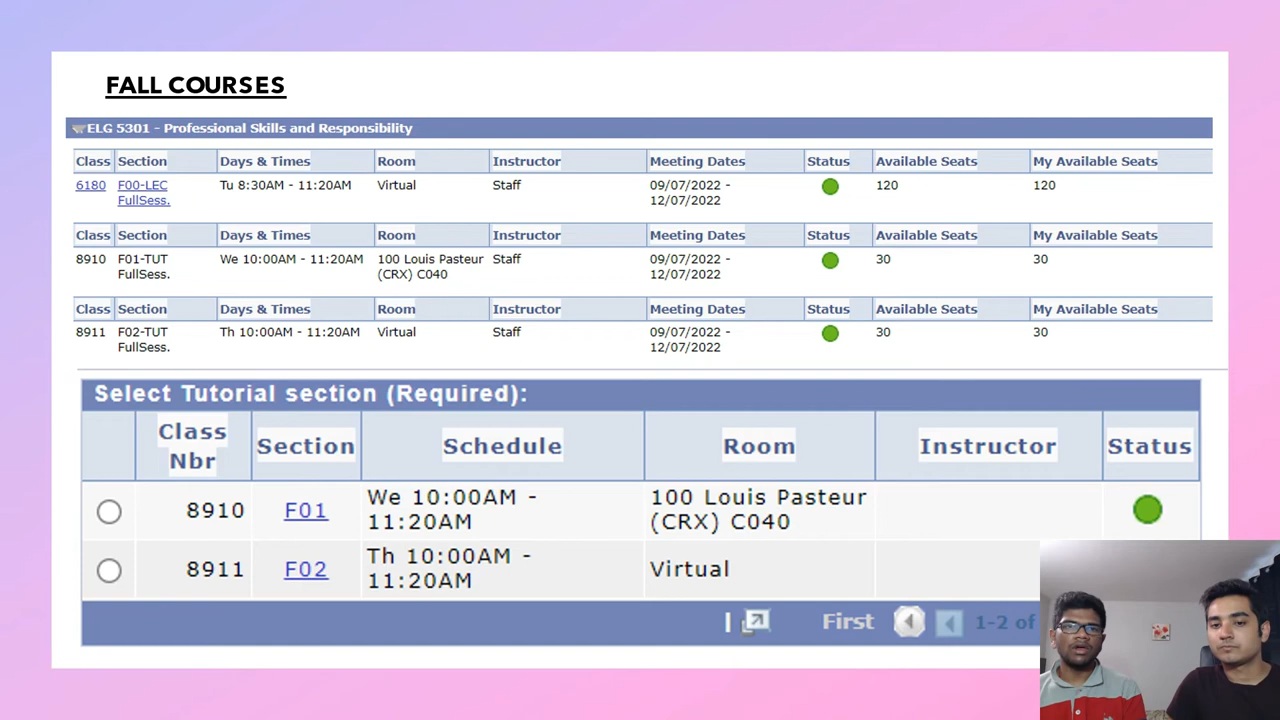 FALL COURSES
ELG 5301 - Professional Skills and Responsibility
Class Section Days & Times Room Instructor Meeting Dates Status Available Seats My Available Seats
6180 F00-LEC Tu 8:30AM - 11:20AM Virtual Staff 09/07/2022 - 120 120
FullSess. 12/07/2022
Class Section Days & Times Room Instructor Meeting Dates Status Available Seats My Available Seats
8910 F01-TUT We 10:00AM - 11:20AM 100 Louis Pasteur Staff 09/07/2022 - 30 30
FullSess. (CRX) C040 12/07/2022
Class Section Days & Times Room Instructor Meeting Dates Status Available Seats My Available Seats
8911 F02-TUT Th 10:00AM - 11:20AM Virtual Staff 09/07/2022 - 30 30
FullSess. 12/07/2022
Select Tutorial section (Required):
Class Nbr Section Schedule Room Instructor Status
8910 F01 We 10:00AM - 100 Louis Pasteur
11:20AM (CRX) C040
8911 F02 Th 10:00AM - Virtual
11:20AM
First 1-2 of